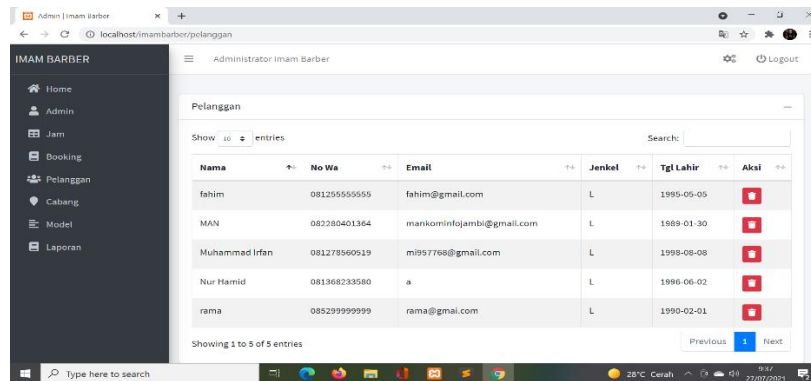 Admin | Imam Barber
localhost/imambarber/pelanggan
IMAM BARBER
Administrator Imam Barber
Logout
Home
Admin
Jam
Booking
Pelanggan
Cabang
Model
Laporan
Pelanggan
Show 10 entries
Search:
Nama No Wa Email Jenkel Tgl Lahir Aksi
fahim 081255555555 fahim@gmail.com L 1995-05-05
MAN 082280401364 mankominfojambi@gmail.com L 1989-01-30
Muhammad Irfan 081278560519 mi957768@gmail.com L 1998-08-08
Nur Hamid 081368233580 a L 1996-06-02
rama 085299999999 rama@gmai.com L 1990-02-01
Showing 1 to 5 of 5 entries
Previous 1 Next
Type here to search
28°C Cerah
9:37
27/07/2021